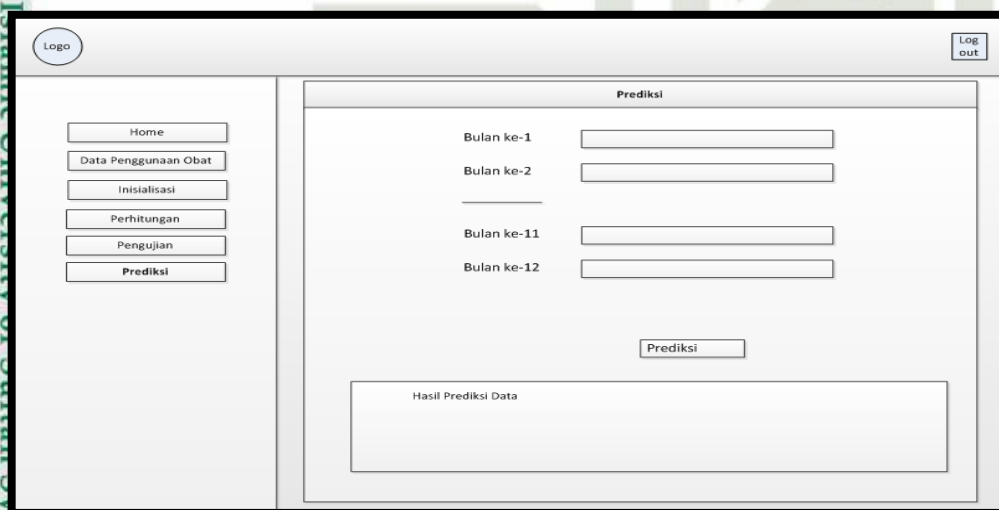 Logo
Log
out
Home
Data Penggunaan Obat
Inisialisasi
Perhitungan
Pengujian
Prediksi
Prediksi
Bulan ke-1
Bulan ke-2
Bulan ke-11
Bulan ke-12
Prediksi
Hasil Prediksi Data